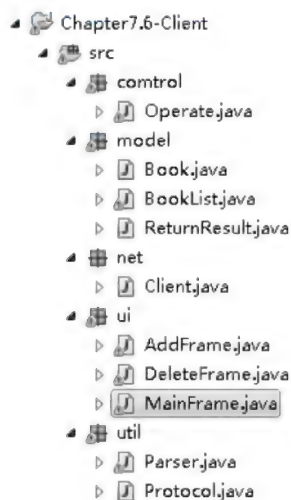 Chapter7.6-Client
src
comtrol
Operate.java
model
Book.java
BookList.java
ReturnResult.java
net
Client.java
ui
AddFrame.java
DeleteFrame.java
MainFrame.java
util
Parser.java
Protocol.java